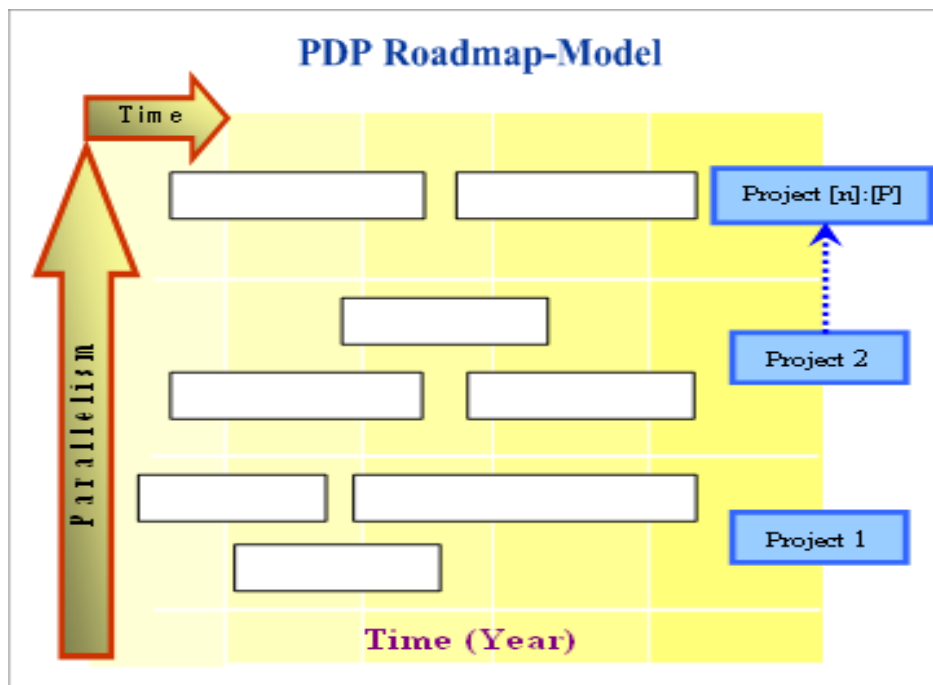 PDP Roadmap-Model
Time
Project [n]:[P]
Project 2
Parallelism
Project 1
Time (Year)